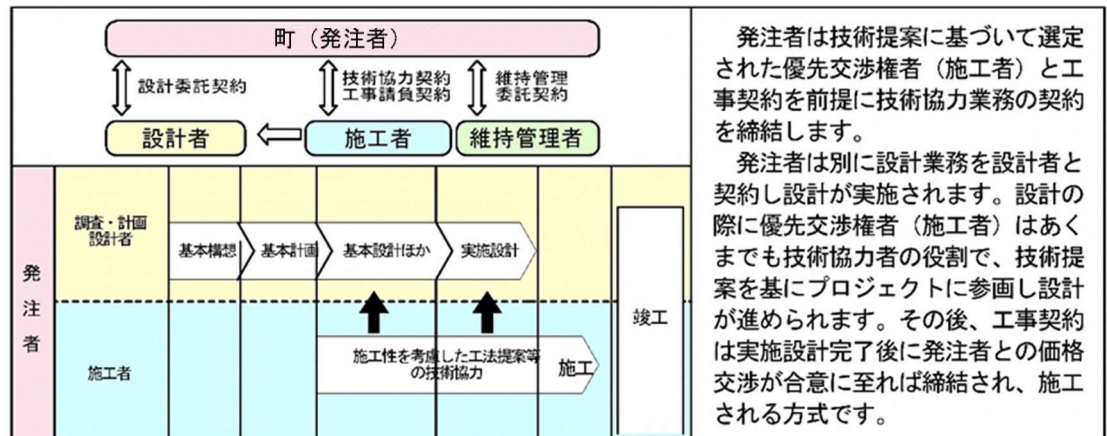 町（発注者）
設計委託契約
技術協力契約
工事請負契約
維持管理
委託契約
設計者
施工者
維持管理者
発注者
調査・計画
設計者
基本構想
基本計画
基本設計ほか
実施設計
竣工
施工者
施工性を考慮した工法提案等
の技術協力
施工
発注者は技術提案に基づいて選定
された優先交渉権者（施工者）と工
事契約を前提に技術協力業務の契約
を締結します。
発注者は別に設計業務を設計者と
契約し設計が実施されます。設計の
際に優先交渉権者（施工者）はあく
までも技術協力者の役割で、技術提
案を基にプロジェクトに参画し設計
が進められます。その後、工事契約
は実施設計完了後に発注者との価格
交渉が合意に至れば締結され、施工
される方式です。